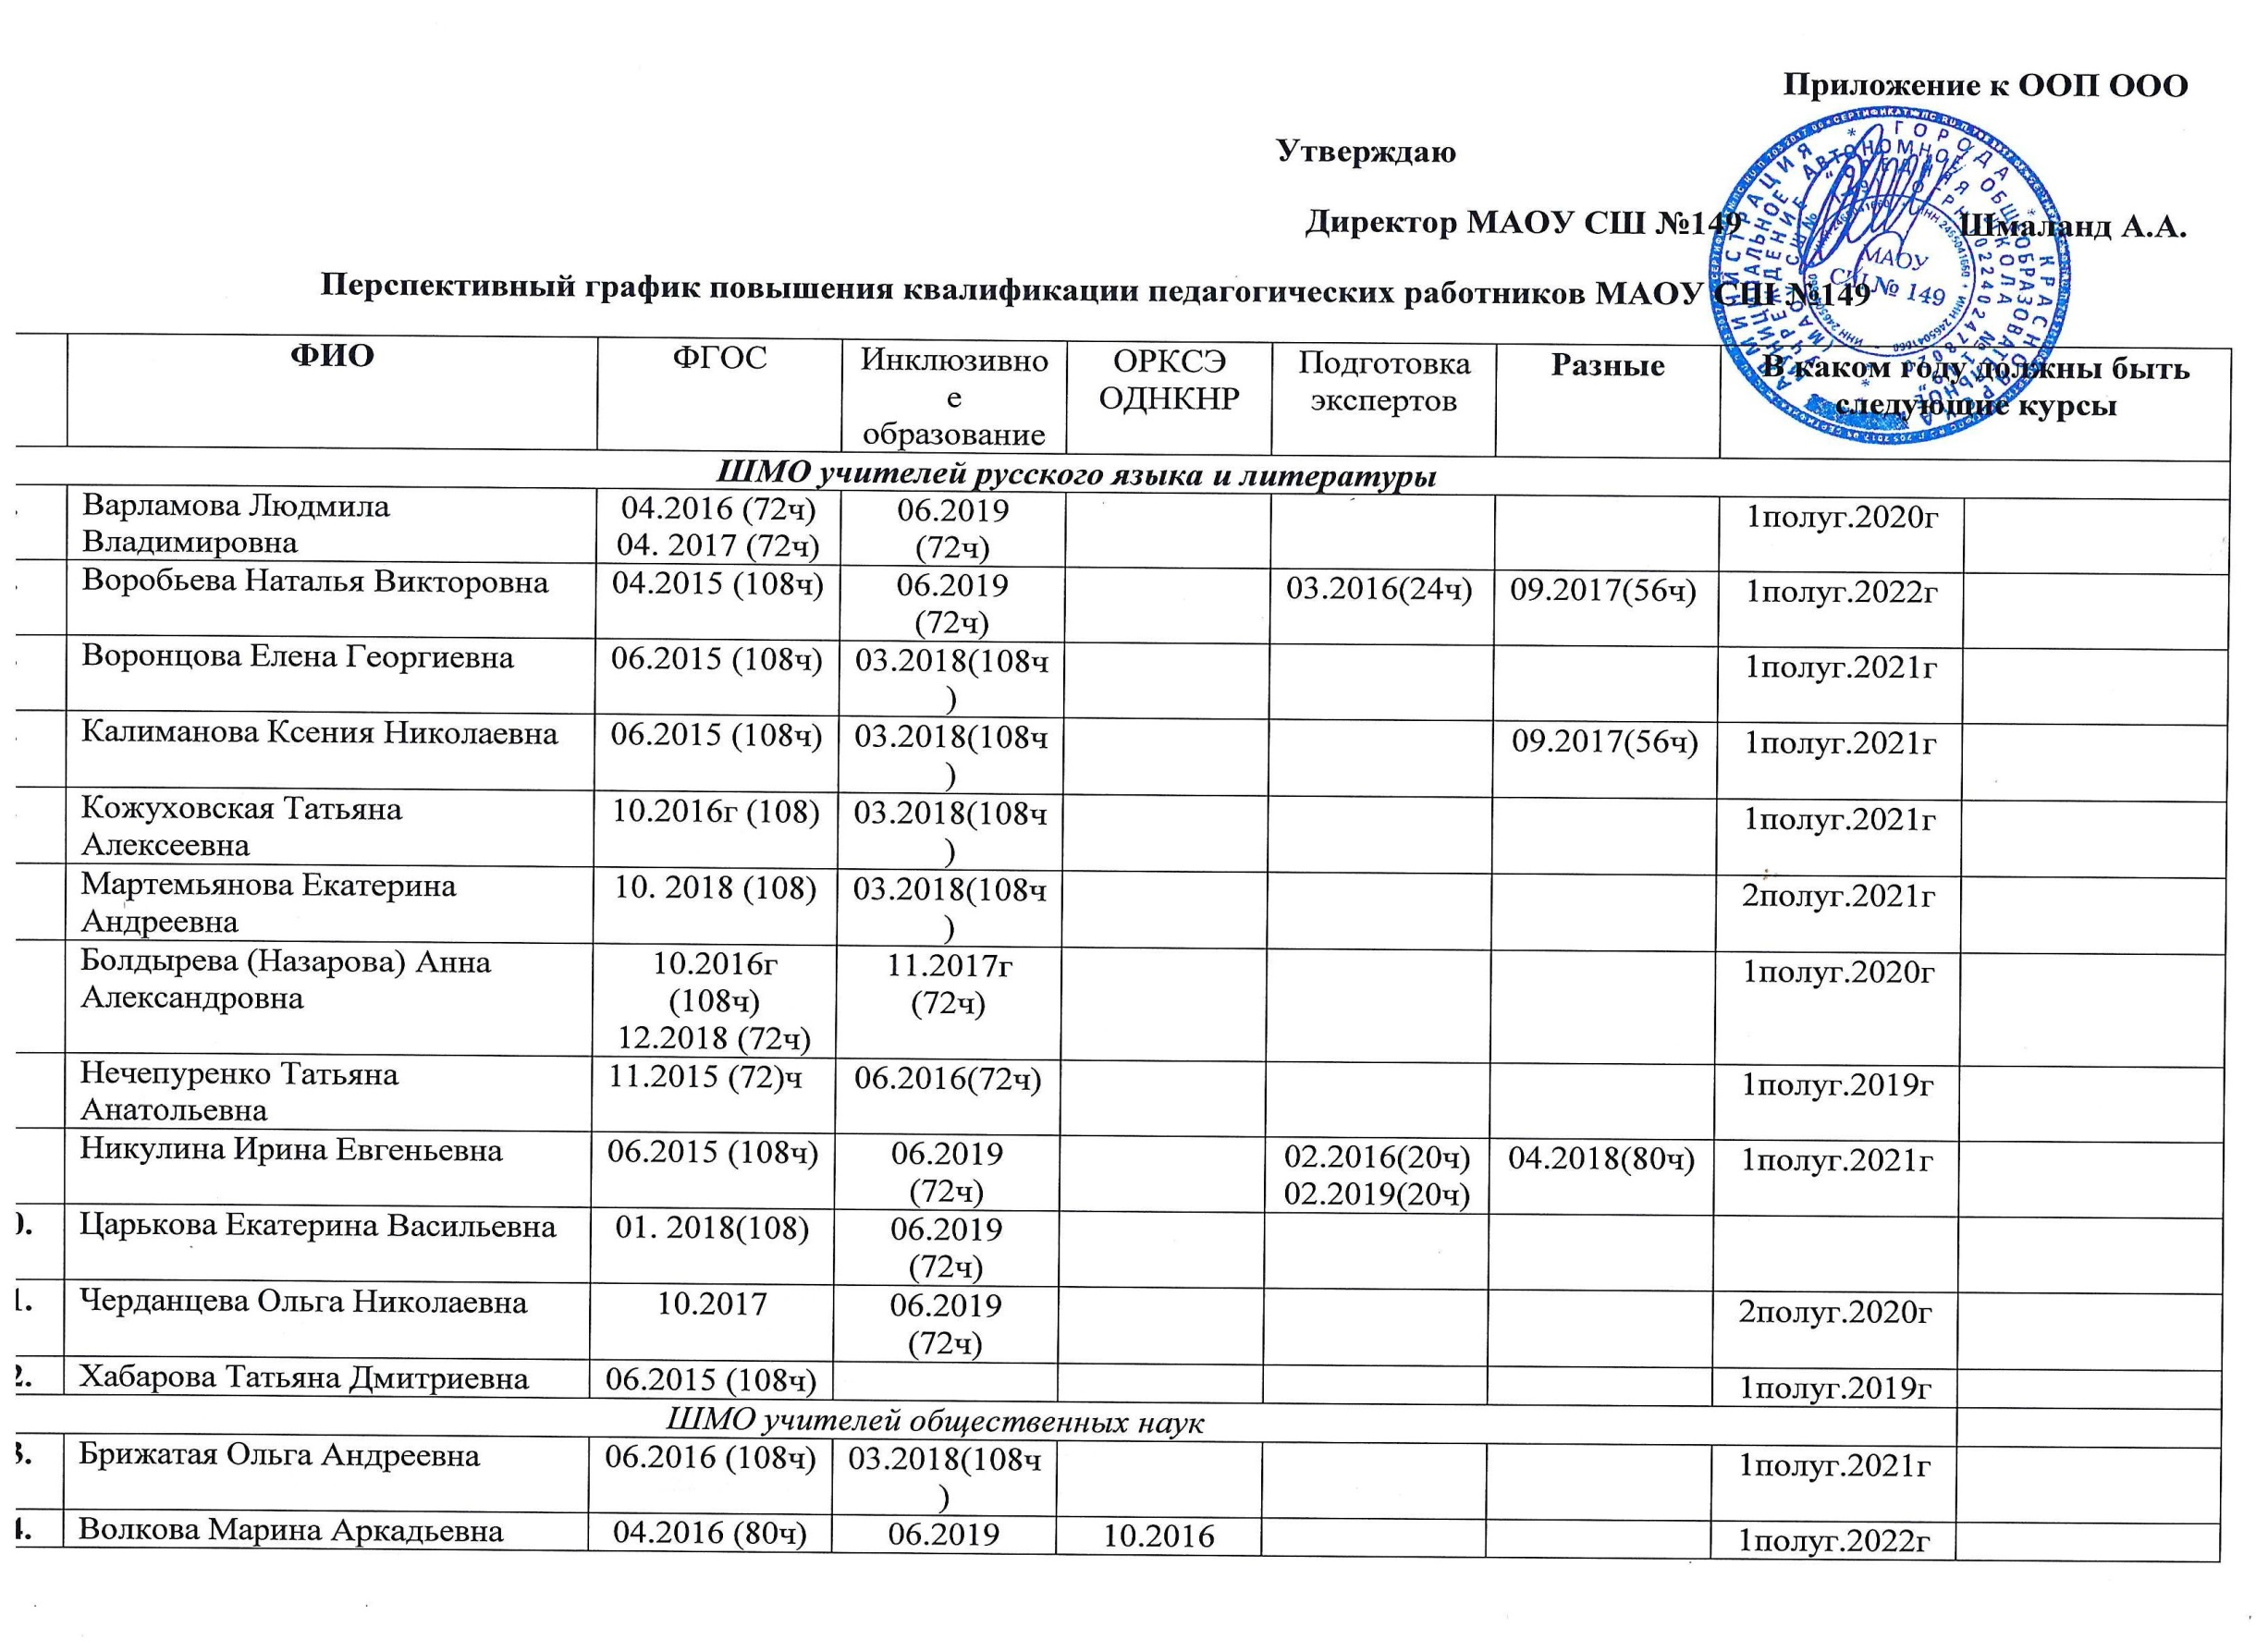 Приложение к ООП ООО
Утверждаю
Директор МАОУ СШ №149 Шмаланд А.А.
МАОУ
СШ № 149
Перспективный график повышения квалификации педагогических работников МАОУ СШ №149
ФИО ФГОС Инклюзивно ОРКСЭ Подготовка Разные В каком году должны быть
е ОДНКНР экспертов следующие курсы
образование
ШМО учителей русского языка и литературы
Варламова Людмила 04.2016 (72ч) 06.2019 1полуг.2020г
Владимировна 04. 2017 (72ч) (72ч)
Воробьева Наталья Викторовна 04.2015 (108ч) 06.2019 03.2016(24ч) 09.2017(56ч) 1полуг.2022г
(72ч)
Воронцова Елена Георгиевна 06.2015 (108ч) 03.2018(108ч 1полуг.2021г
)
Калиманова Ксения Николаевна 06.2015 (108ч) 03.2018(108ч 09.2017(56ч) 1полуг.2021г
)
Кожуховская Татьяна 10.2016г (108) 03.2018(108ч 1полуг.2021г
Алексеевна )
Мартемьянова Екатерина 10. 2018 (108) 03.2018(108ч 2полуг.2021г
Андреевна )
Болдырева (Назарова) Анна 10.2016г 11.2017г 1полуг.2020г
Александровна (108ч) (72ч)
12.2018 (72ч)
Нечепуренко Татьяна 11.2015 (72)ч 06.2016(72ч) 1полуг.2019г
Анатольевна
Никулина Ирина Евгеньевна 06.2015 (108ч) 06.2019 02.2016(20ч) 04.2018(80ч) 1полуг.2021г
(72ч) 02.2019(20ч)
Царькова Екатерина Васильевна 01. 2018(108) 06.2019
(72ч)
1. Черданцева Ольга Николаевна 10.2017 06.2019 2полуг.2020г
(72ч)
2. Хабарова Татьяна Дмитриевна 06.2015 (108ч) 1полуг.2019г
ШМО учителей общественных наук
3. Брижатая Ольга Андреевна 06.2016 (108ч) 03.2018(108ч 1полуг.2021г
)
4. Волкова Марина Аркадьевна 04.2016 (80ч) 06.2019 10.2016 1полуг.2022г